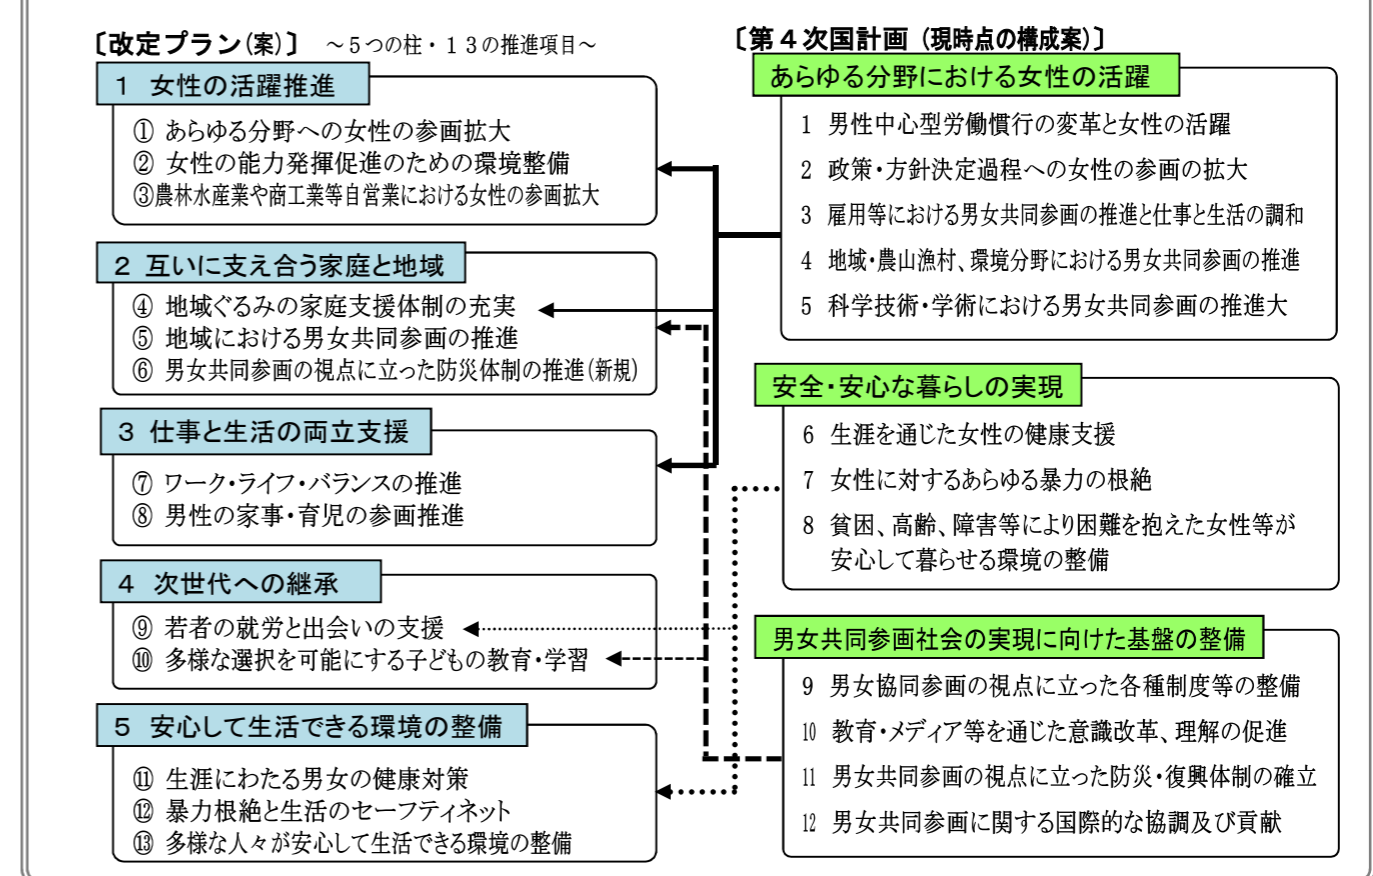 〔改定プラン(案)〕 ～５つの柱・１３の推進項目～
１ 女性の活躍推進
① あらゆる分野への女性の参画拡大
② 女性の能力発揮促進のための環境整備
③農林水産業や商工業等自営業における女性の参画拡大
２ 互いに支え合う家庭と地域
④ 地域ぐるみの家庭支援体制の充実
⑤ 地域における男女共同参画の推進
⑥ 男女共同参画の視点に立った防災体制の推進(新規)
３ 仕事と生活の両立支援
⑦ ワーク・ライフ・バランスの推進
⑧ 男性の家事・育児の参画推進
４ 次世代への継承
⑨ 若者の就労と出会いの支援
⑩ 多様な選択を可能にする子どもの教育・学習
５ 安心して生活できる環境の整備
⑪ 生涯にわたる男女の健康対策
⑫ 暴力根絶と生活のセーフティネット
⑬ 多様な人々が安心して生活できる環境の整備
〔第４次国計画 (現時点の構成案)〕
あらゆる分野における女性の活躍
1 男性中心型労働慣行の変革と女性の活躍
2 政策・方針決定過程への女性の参画の拡大
3 雇用等における男女共同参画の推進と仕事と生活の調和
4 地域・農山漁村、環境分野における男女共同参画の推進
5 科学技術・学術における男女共同参画の推進大
安全・安心な暮らしの実現
6 生涯を通じた女性の健康支援
7 女性に対するあらゆる暴力の根絶
8 貧困、高齢、障害等により困難を抱えた女性等が
安心して暮らせる環境の整備
男女共同参画社会の実現に向けた基盤の整備
9 男女協同参画の視点に立った各種制度等の整備
10 教育・メディア等を通じた意識改革、理解の促進
11 男女共同参画の視点に立った防災・復興体制の確立
12 男女共同参画に関する国際的な協調及び貢献